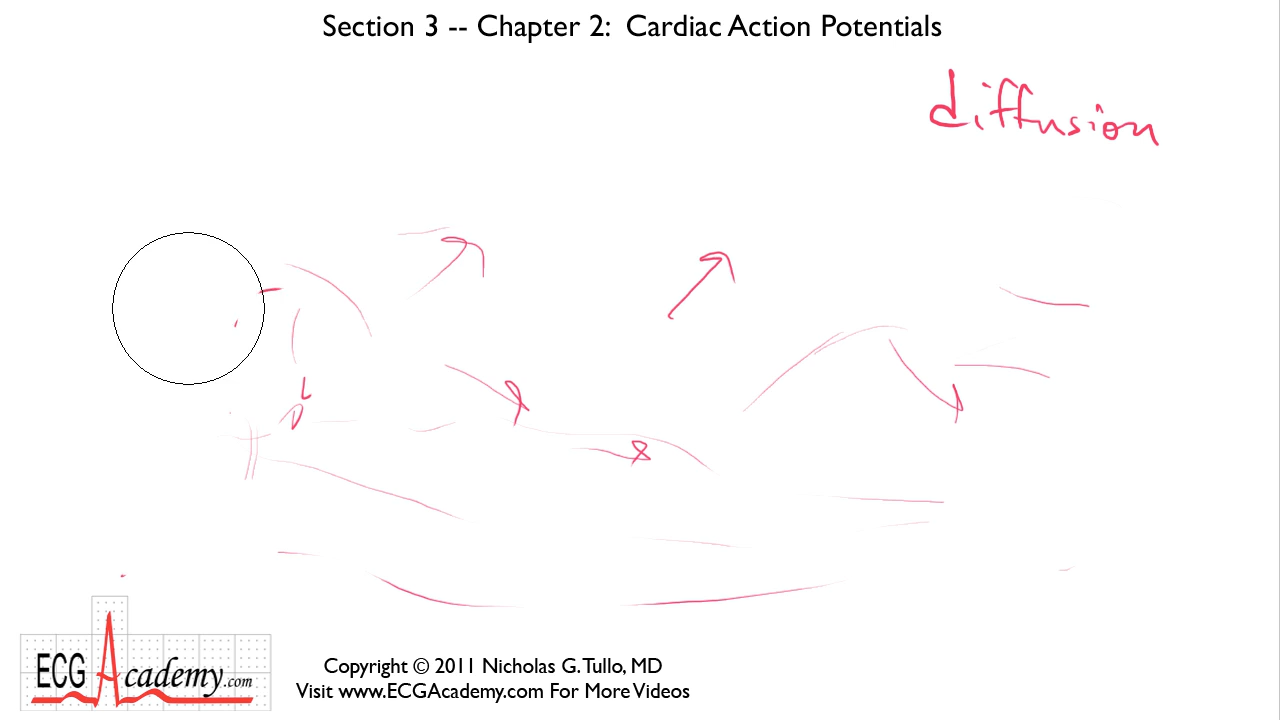 Section 3 -- Chapter 2: Cardiac Action Potentials
diffusion
ECG Academy.com
Copyright © 2011 Nicholas G. Tullo, MD
Visit www.ECGAcademy.com For More Videos